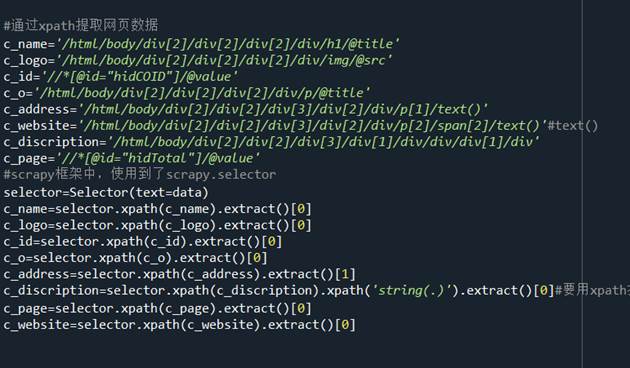 #通过xpath提取网页数据
c_name='/html/body/div[2]/div[2]/div[2]/div/h1/@title'
c_logo='/html/body/div[2]/div[2]/div[2]/div/img/@src'
c_id='//*[@id="hidCOID"]/@value'
c_o='/html/body/div[2]/div[2]/div[2]/div/p/@title'
c_address='/html/body/div[2]/div[2]/div[3]/div[2]/div/p[1]/text()'
c_website='/html/body/div[2]/div[2]/div[3]/div[2]/div/p[2]/span[2]/text()'#text()
c_discription='/html/body/div[2]/div[2]/div[3]/div[1]/div/div/div[1]/div'
c_page='//*[@id="hidTotal"]/@value'
#scrapy框架中，使用到了scrapy.selector
selector=Selector(text=data)
c_name=selector.xpath(c_name).extract()[0]
c_logo=selector.xpath(c_logo).extract()[0]
c_id=selector.xpath(c_id).extract()[0]
c_o=selector.xpath(c_o).extract()[0]
c_address=selector.xpath(c_address).extract()[1]
c_discription=selector.xpath(c_discription).xpath('string(.)').extract()[0]#要用xpath
c_page=selector.xpath(c_page).extract()[0]
c_website=selector.xpath(c_website).extract()[0]